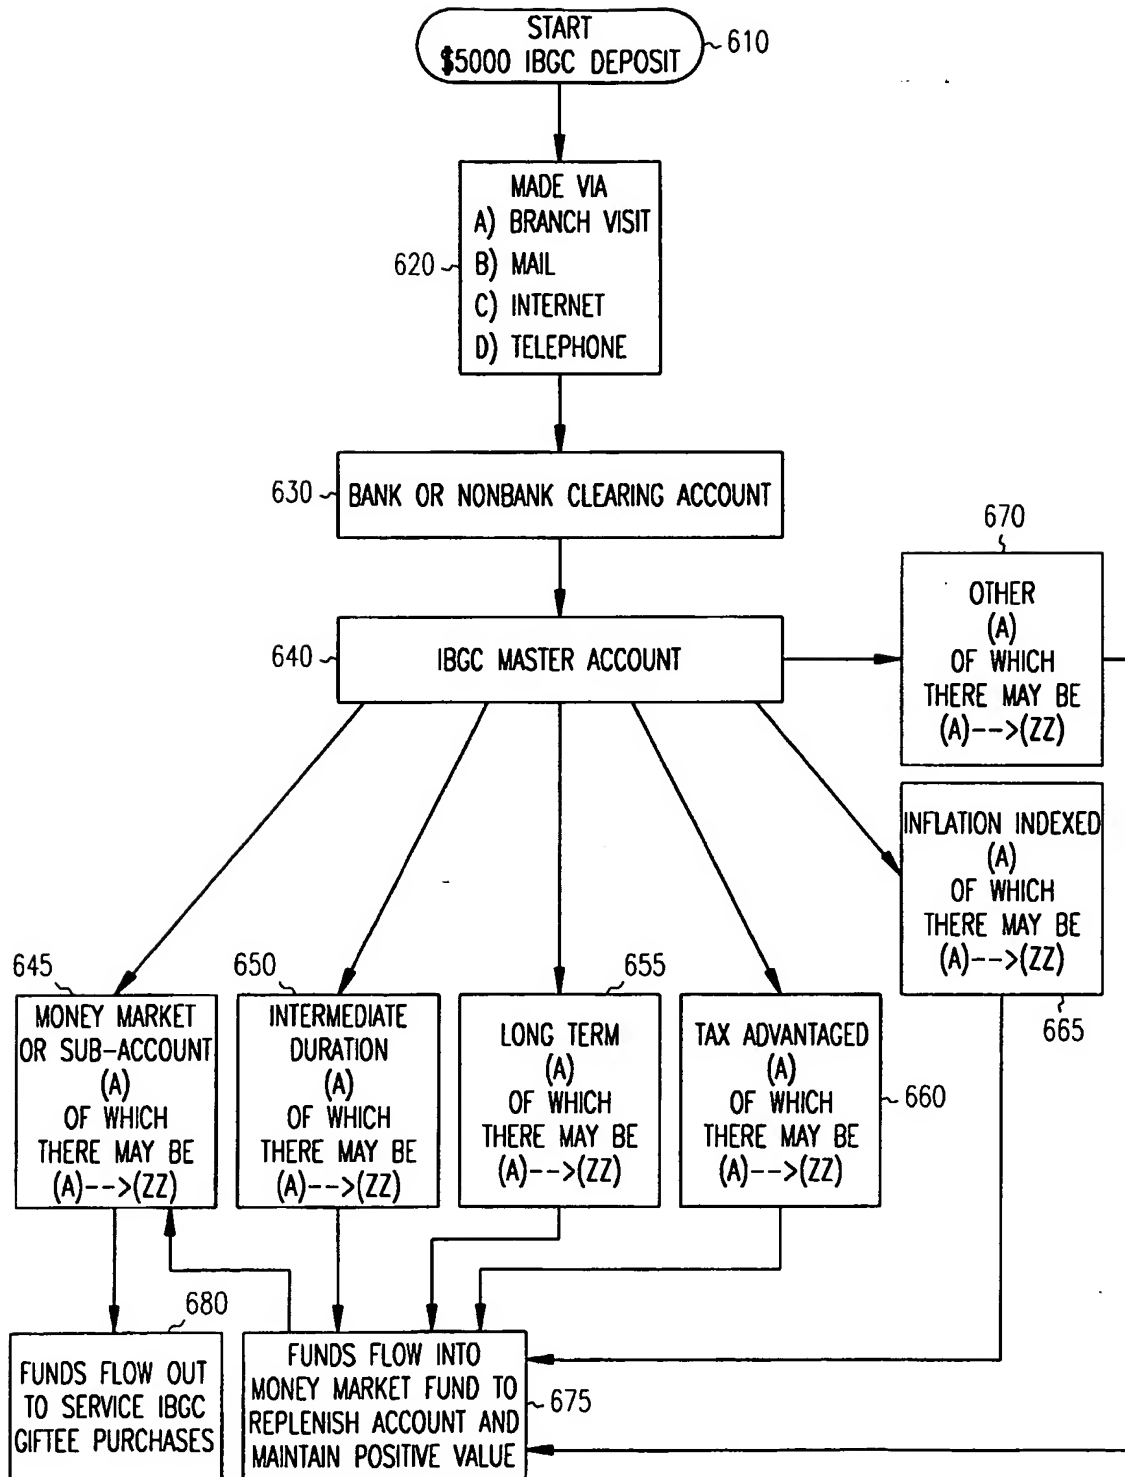 START
$5000 IBGC DEPOSIT
610
MADE VIA
A) BRANCH VISIT
B) MAIL
C) INTERNET
D) TELEPHONE
620
630
BANK OR NONBANK CLEARING ACCOUNT
640
IBGC MASTER ACCOUNT
670
OTHER
(A)
OF WHICH
THERE MAY BE
(A)-->(ZZ)
INFLATION INDEXED
(A)
OF WHICH
THERE MAY BE
(A)-->(ZZ)
665
645
MONEY MARKET
OR SUB-ACCOUNT
(A)
OF WHICH
THERE MAY BE
(A)-->(ZZ)
650
INTERMEDIATE
DURATION
(A)
OF WHICH
THERE MAY BE
(A)-->(ZZ)
655
LONG TERM
(A)
OF WHICH
THERE MAY BE
(A)-->(ZZ)
TAX ADVANTAGED
(A)
OF WHICH
THERE MAY BE
(A)-->(ZZ)
660
680
FUNDS FLOW OUT
TO SERVICE IBGC
GIFTEE PURCHASES
FUNDS FLOW INTO
MONEY MARKET FUND TO
REPLENISH ACCOUNT AND
MAINTAIN POSITIVE VALUE
675